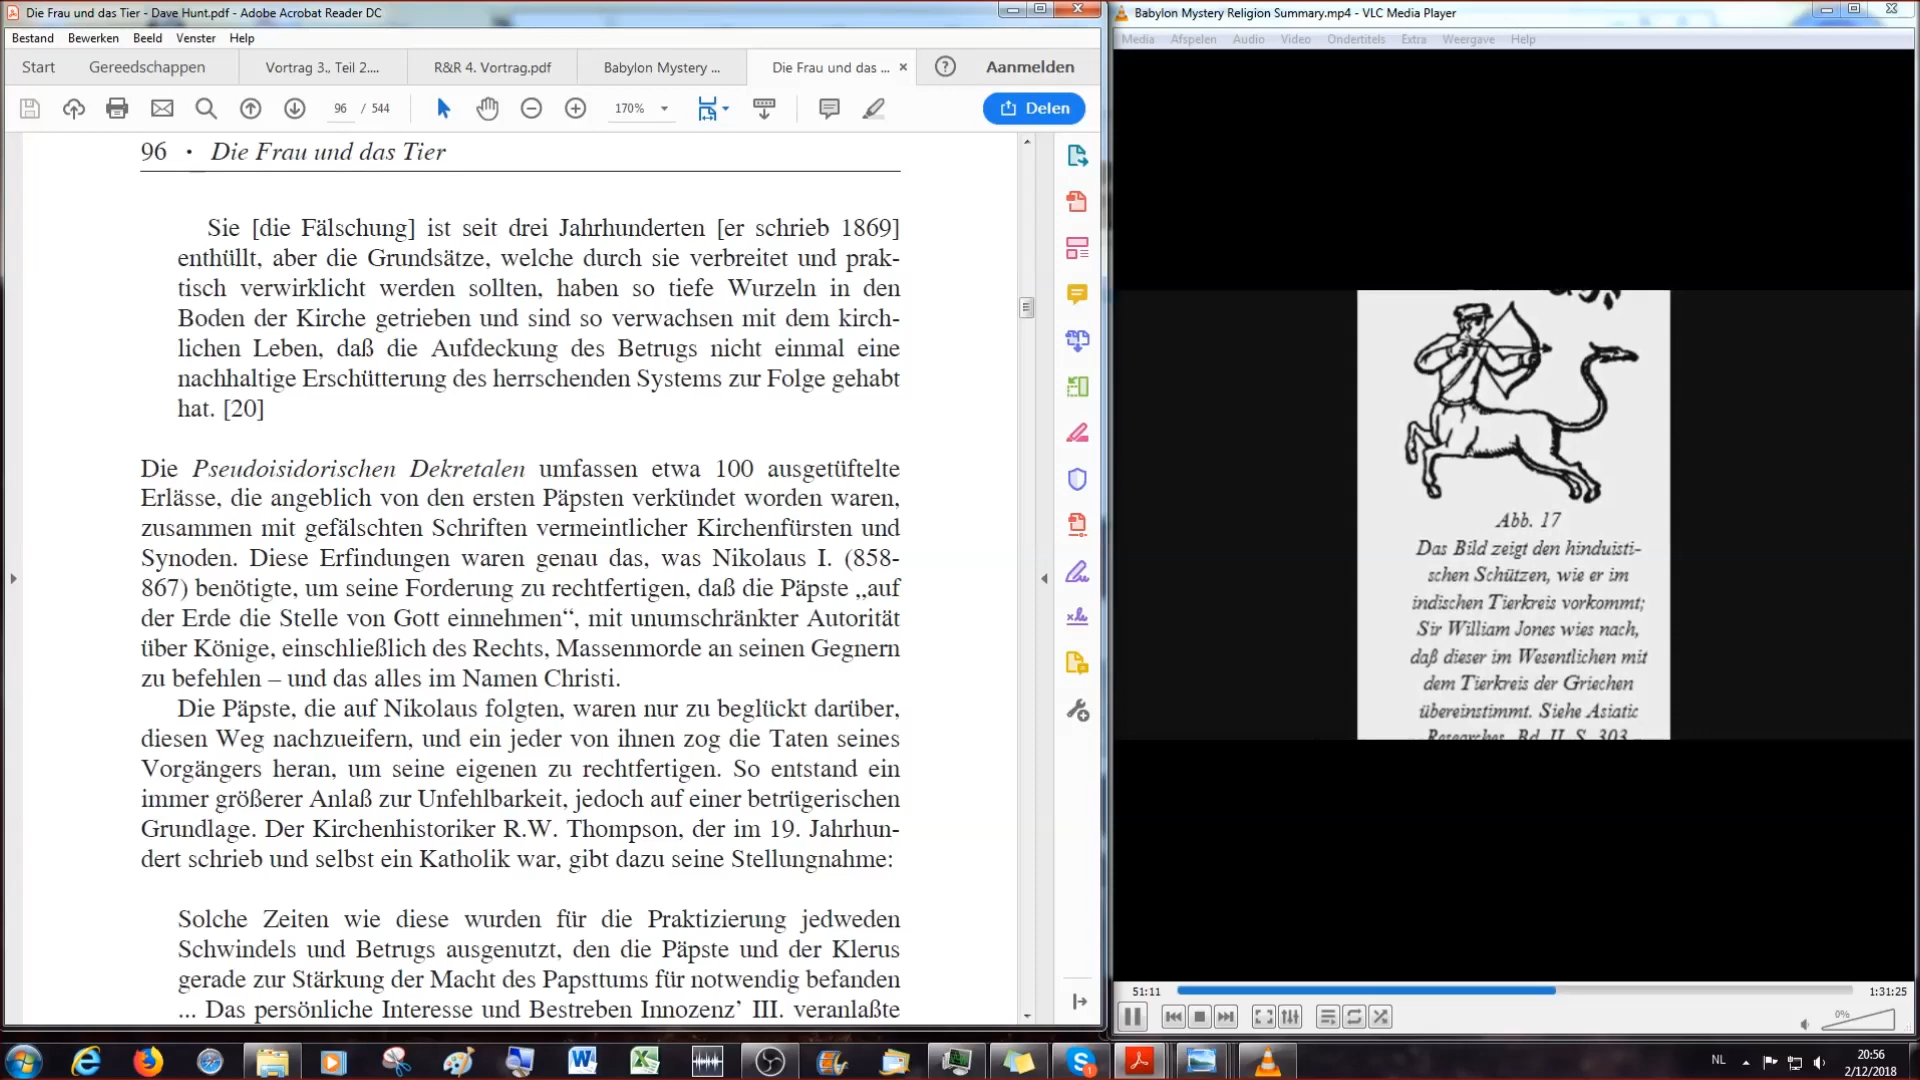 Die Frau und das Tier - Dave Hunt.pdf - Adobe Acrobat Reader DC
Bestand Bewerken Beeld Venster Help
Start Gereedschappen Vortrag 3., Teil 2.... R&R 4. Vortrag.pdf Babylon Mystery ... Die Frau und das ... Aanmelden
96 / 544 170% Delen
96 • Die Frau und das Tier
Sie [die Fälschung] ist seit drei Jahrhunderten [er schrieb 1869]
enthüllt, aber die Grundsätze, welche durch sie verbreitet und prak-
tisch verwirklicht werden sollten, haben so tiefe Wurzeln in den
Boden der Kirche getrieben und sind so verwachsen mit dem kirch-
lichen Leben, daß die Aufdeckung des Betrugs nicht einmal eine
nachhaltige Erschütterung des herrschenden Systems zur Folge gehabt
hat. [20]
Die Pseudoisidorischen Dekretalen umfassen etwa 100 ausgetüftelte
Erlässe, die angeblich von den ersten Päpsten verkündet worden waren,
zusammen mit gefälschten Schriften vermeintlicher Kirchenfürsten und
Synoden. Diese Erfindungen waren genau das, was Nikolaus I. (858-
867) benötigte, um seine Forderung zu rechtfertigen, daß die Päpste „auf
der Erde die Stelle von Gott einnehmen“, mit unumschränkter Autorität
über Könige, einschließlich des Rechts, Massenmorde an seinen Gegnern
zu befehlen – und das alles im Namen Christi.
Die Päpste, die auf Nikolaus folgten, waren nur zu beglückt darüber,
diesen Weg nachzueifern, und ein jeder von ihnen zog die Taten seines
Vorgängers heran, um seine eigenen zu rechtfertigen. So entstand ein
immer größerer Anlaß zur Unfehlbarkeit, jedoch auf einer betrügerischen
Grundlage. Der Kirchenhistoriker R.W. Thompson, der im 19. Jahrhun-
dert schrieb und selbst ein Katholik war, gibt dazu seine Stellungnahme:
Solche Zeiten wie diese wurden für die Praktizierung jedweden
Schwindels und Betrugs ausgenutzt, den die Päpste und der Klerus
gerade zur Stärkung der Macht des Papsttums für notwendig befanden
... Das persönliche Interesse und Bestreben Innozenz’ III. veranlaßte
Babylon Mystery Religion Summary.mp4 - VLC Media Player
Media Afspelen Audio Video Ondertitels Extra Weergave Help
Abb. 17
Das Bild zeigt den hinduisti-
schen Schützen, wie er im
indischen Tierkreis vorkommt;
Sir William Jones wies nach,
daß dieser im Wesentlichen mit
dem Tierkreis der Griechen
übereinstimmt. Siehe Asiatic
Researches, Bd. II, S. 303
51:11 1:31:25
0%
NL 20:56
2/12/2018